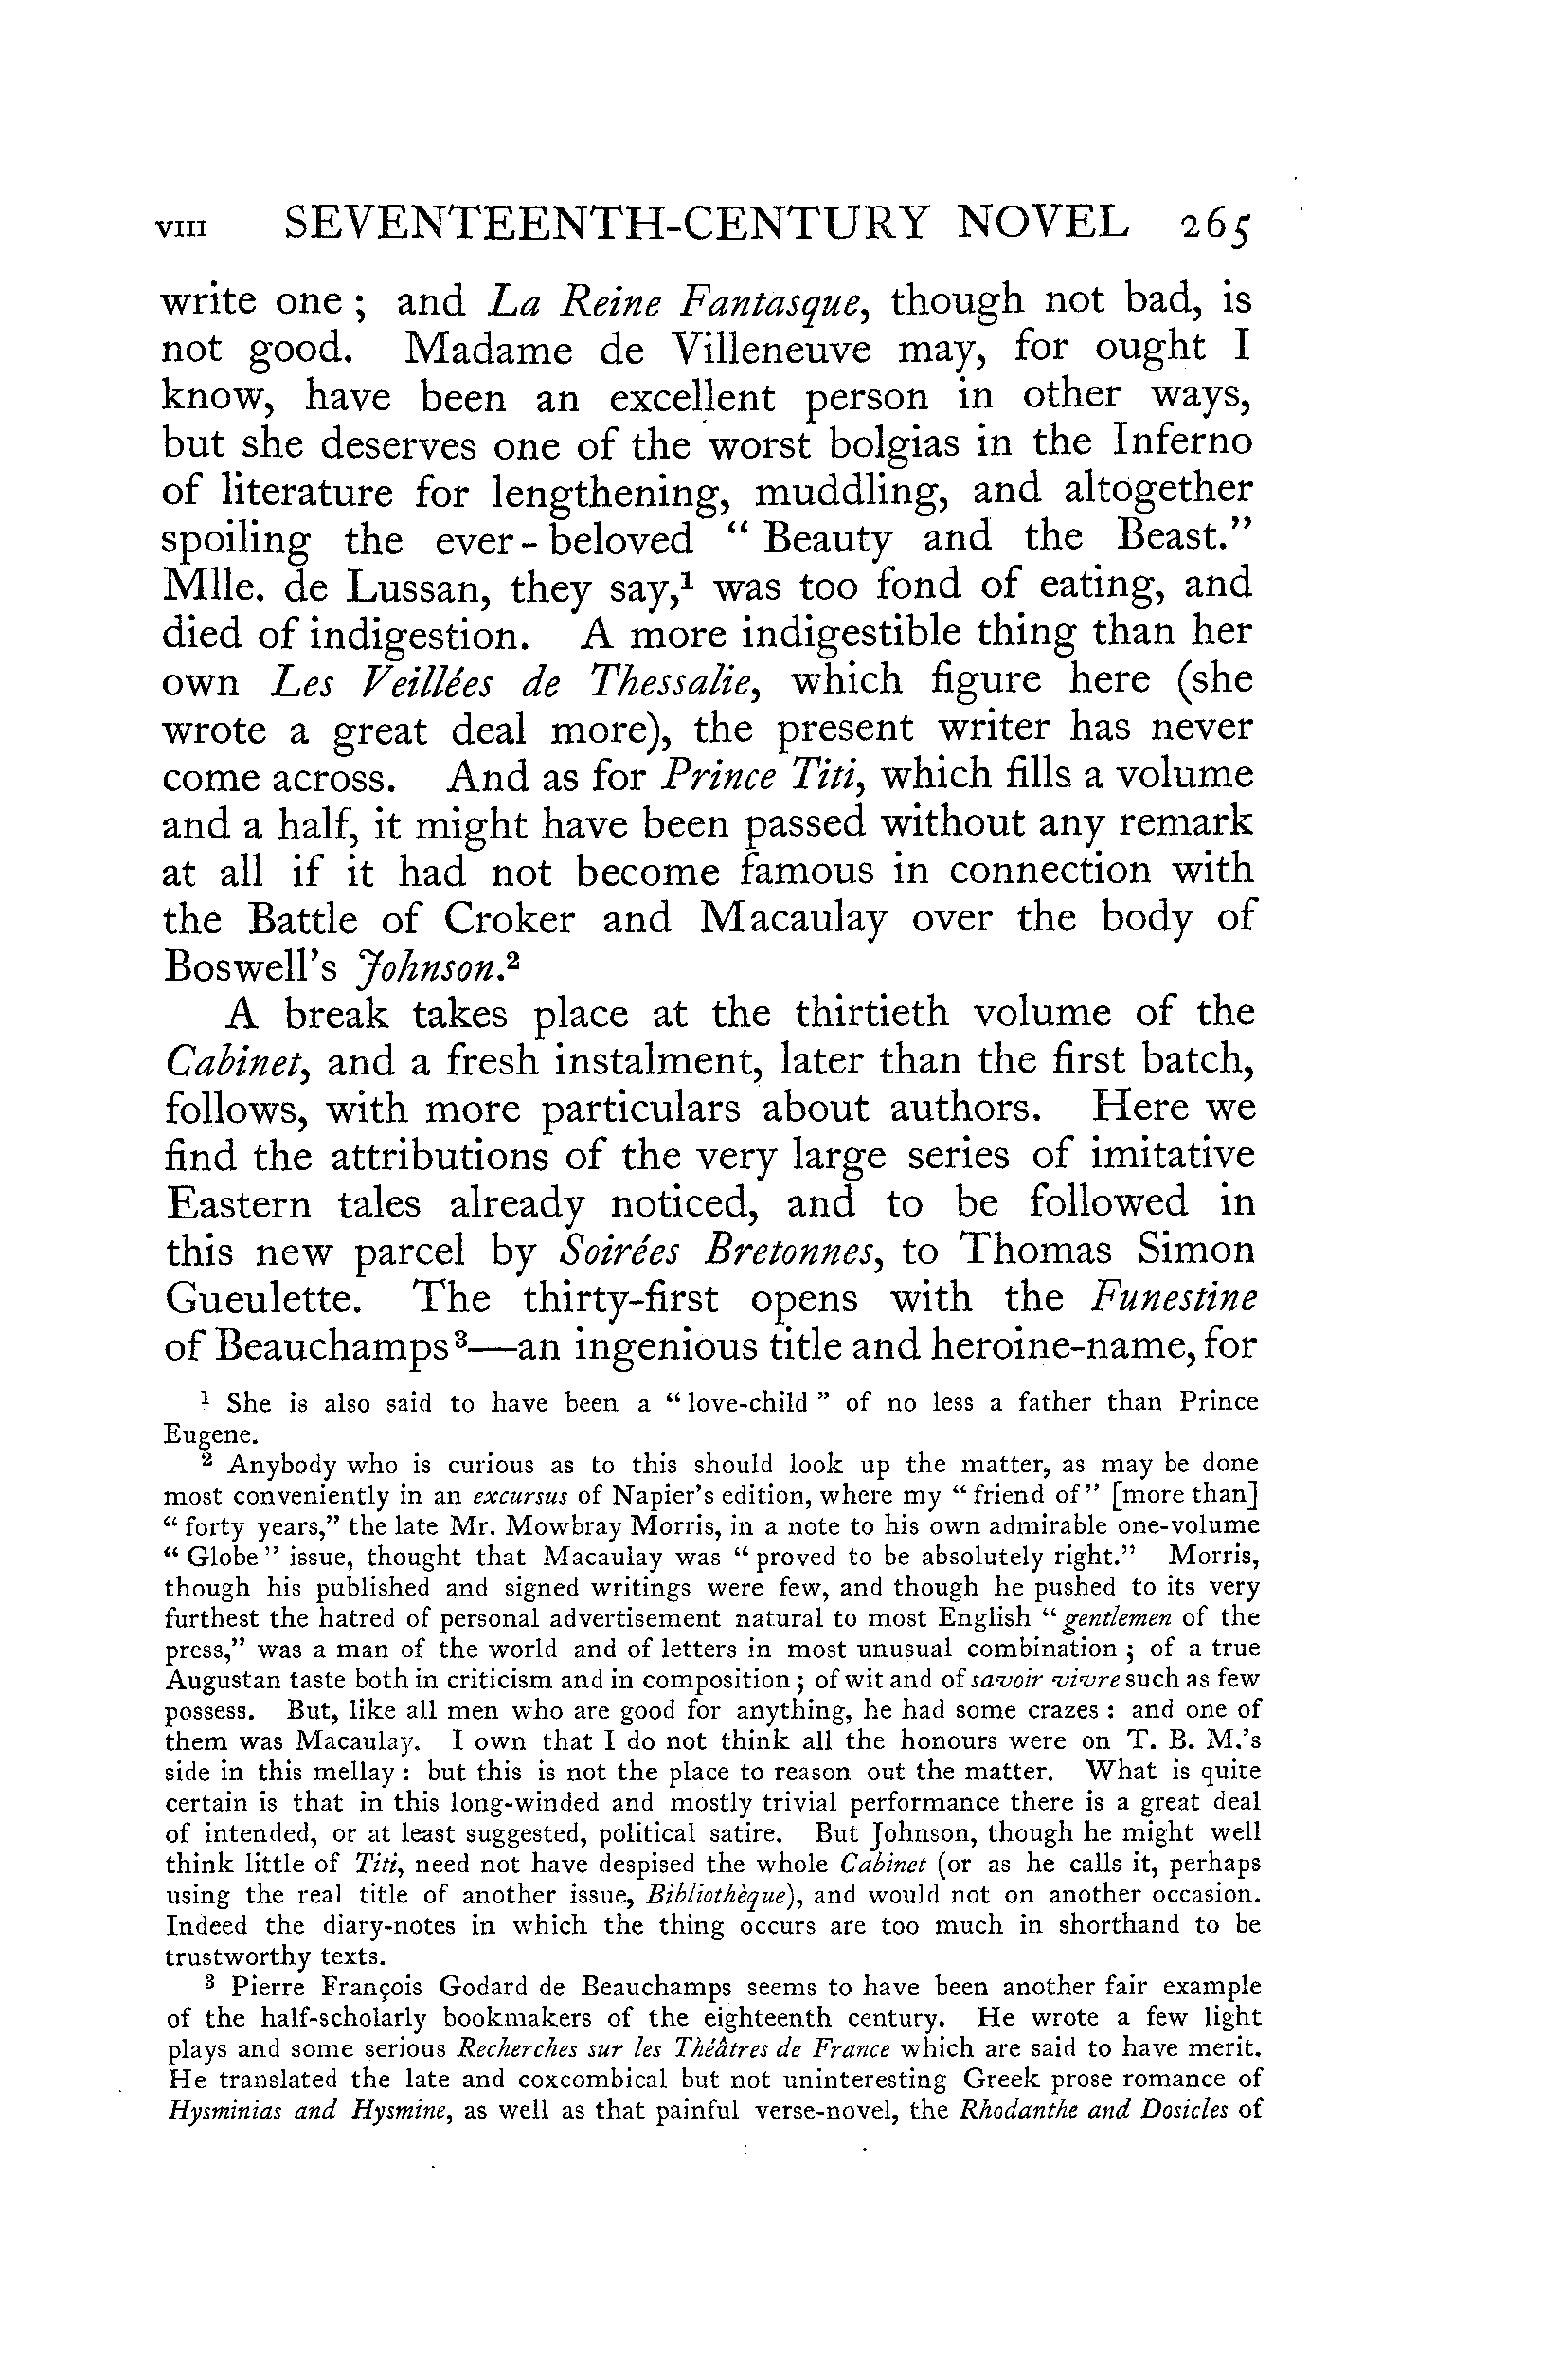 VIII SEVENTEENTH-CENTURY NOVEL 265
write one ; and La Reine Fantasque, though not bad, is
not good. Madame de Villeneuve may, for ought I
know, have been an excellent person in other ways,
but she deserves one of the worst bolgias in the Inferno
of literature for lengthening, muddling, and altogether
spoiling the ever-beloved “ Beauty and the Beast.”
Mlle. de Lussan, they say,¹ was too fond of eating, and
died of indigestion. A more indigestible thing than her
own Les Veillées de Thessalie, which figure here (she
wrote a great deal more), the present writer has never
come across. And as for Prince Titi, which fills a volume
and a half, it might have been passed without any remark
at all if it had not become famous in connection with
the Battle of Croker and Macaulay over the body of
Boswell’s Johnson.²
A break takes place at the thirtieth volume of the
Cabinet, and a fresh instalment, later than the first batch,
follows, with more particulars about authors. Here we
find the attributions of the very large series of imitative
Eastern tales already noticed, and to be followed in
this new parcel by Soirées Bretonnes, to Thomas Simon
Gueulette. The thirty-first opens with the Funestine
of Beauchamps³—an ingenious title and heroine-name, for
¹ She is also said to have been a “love-child ” of no less a father than Prince
Eugene.
² Anybody who is curious as to this should look up the matter, as may be done
most conveniently in an excursus of Napier’s edition, where my “friend of” [more than]
“ forty years,” the late Mr. Mowbray Morris, in a note to his own admirable one-volume
“ Globe” issue, thought that Macaulay was “proved to be absolutely right.” Morris,
though his published and signed writings were few, and though he pushed to its very
furthest the hatred of personal advertisement natural to most English “gentlemen of the
press,” was a man of the world and of letters in most unusual combination ; of a true
Augustan taste both in criticism and in composition ; of wit and of savoir vivre such as few
possess. But, like all men who are good for anything, he had some crazes : and one of
them was Macaulay. I own that I do not think all the honours were on T. B. M.’s
side in this mellay : but this is not the place to reason out the matter. What is quite
certain is that in this long-winded and mostly trivial performance there is a great deal
of intended, or at least suggested, political satire. But Johnson, though he might well
think little of Titi, need not have despised the whole Cabinet (or as he calls it, perhaps
using the real title of another issue, Bibliothèque), and would not on another occasion.
Indeed the diary-notes in which the thing occurs are too much in shorthand to be
trustworthy texts.
³ Pierre François Godard de Beauchamps seems to have been another fair example
of the half-scholarly bookmakers of the eighteenth century. He wrote a few light
plays and some serious Recherches sur les Théâtres de France which are said to have merit.
He translated the late and coxcombical but not uninteresting Greek prose romance of
Hysminias and Hysmine, as well as that painful verse-novel, the Rhodanthe and Dosicles of